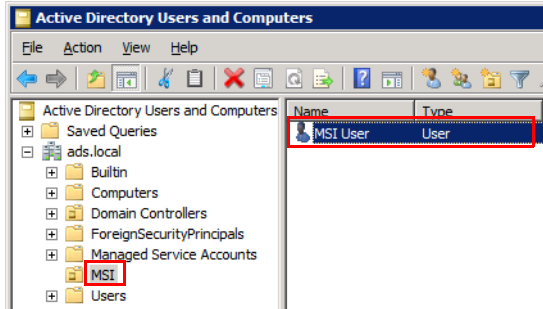 Active Directory Users and Computers
File Action View Help
Active Directory Users and Computers
Name Type
Saved Queries
MSI User User
ads.local
Builtin
Computers
Domain Controllers
ForeignSecurityPrincipals
Managed Service Accounts
MSI
Users